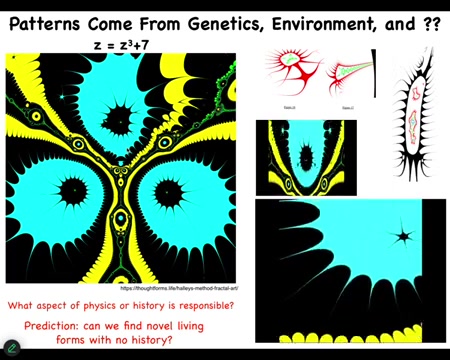 Patterns Come From Genetics, Environment, and ??
z = z³+7
https://thoughtforms.life/halleys-method-fractal-art/
What aspect of physics or history is responsible?
Prediction: can we find novel living
forms with no history?